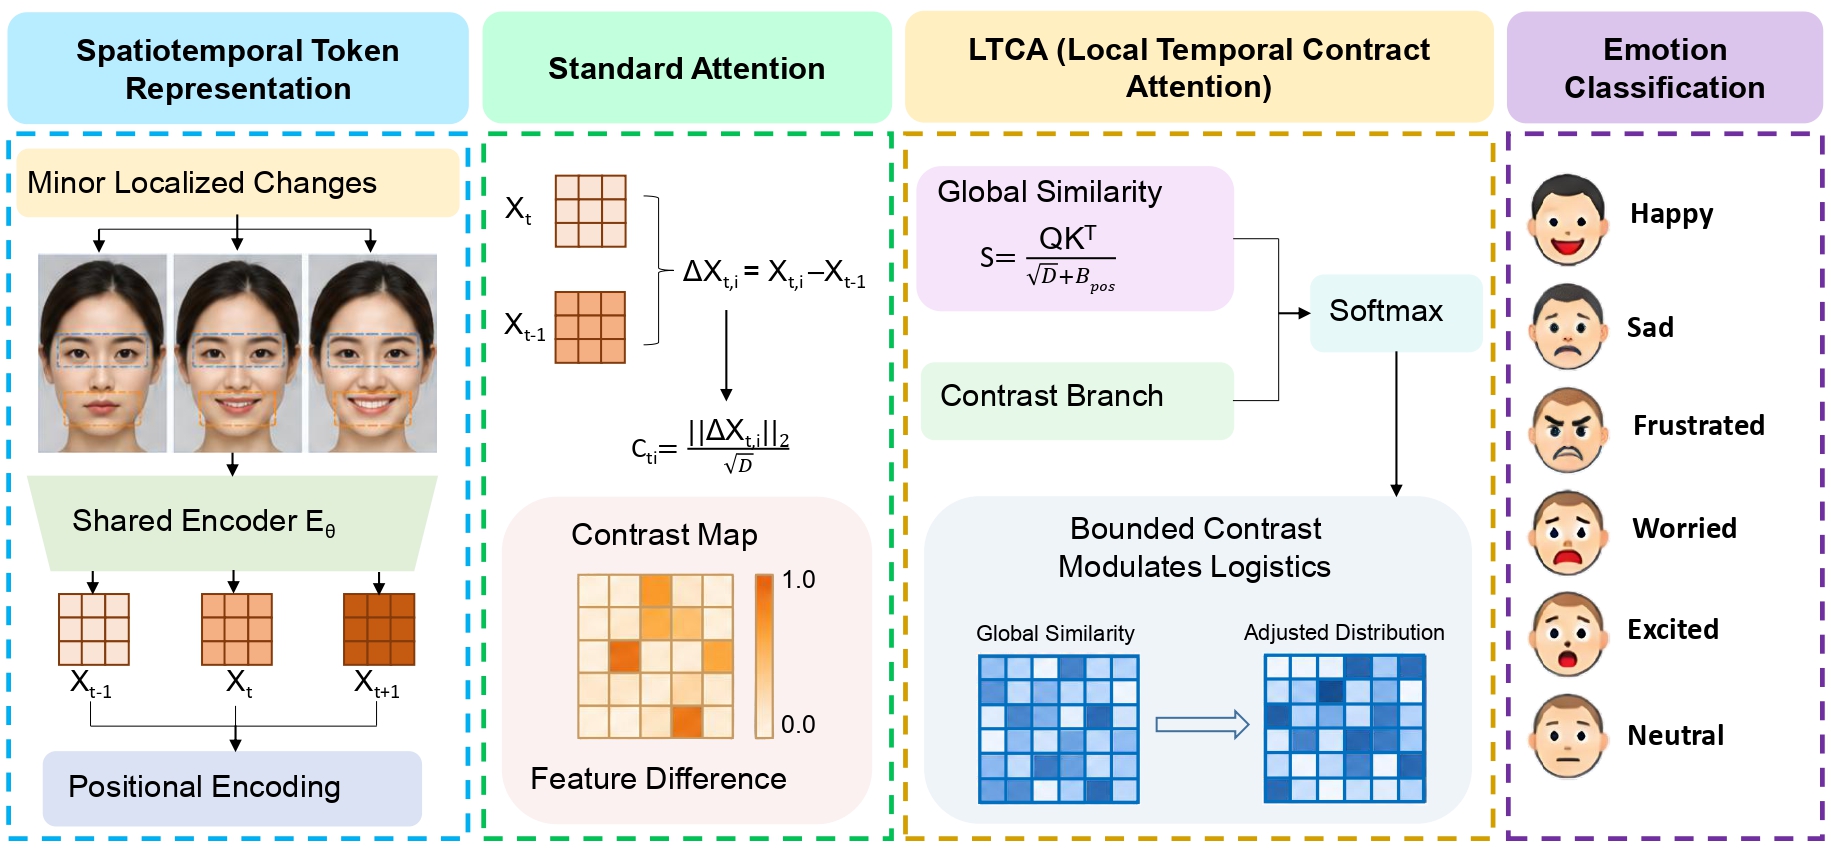 Spatiotemporal Token
Representation
Minor Localized Changes
Shared Encoder Eθ
Xt-1
Xt
Xt+1
Positional Encoding
Standard Attention
Xt
Xt-1
ΔXt,i = Xt,i –Xt-1
Cti= ||ΔXt,i||2 / √D
Contrast Map
1.0
0.0
Feature Difference
LTCA (Local Temporal Contract
Attention)
Global Similarity
S= QKT / √D+Bpos
Contrast Branch
Softmax
Bounded Contrast
Modulates Logistics
Global Similarity
Adjusted Distribution
Emotion
Classification
Happy
Sad
Frustrated
Worried
Excited
Neutral